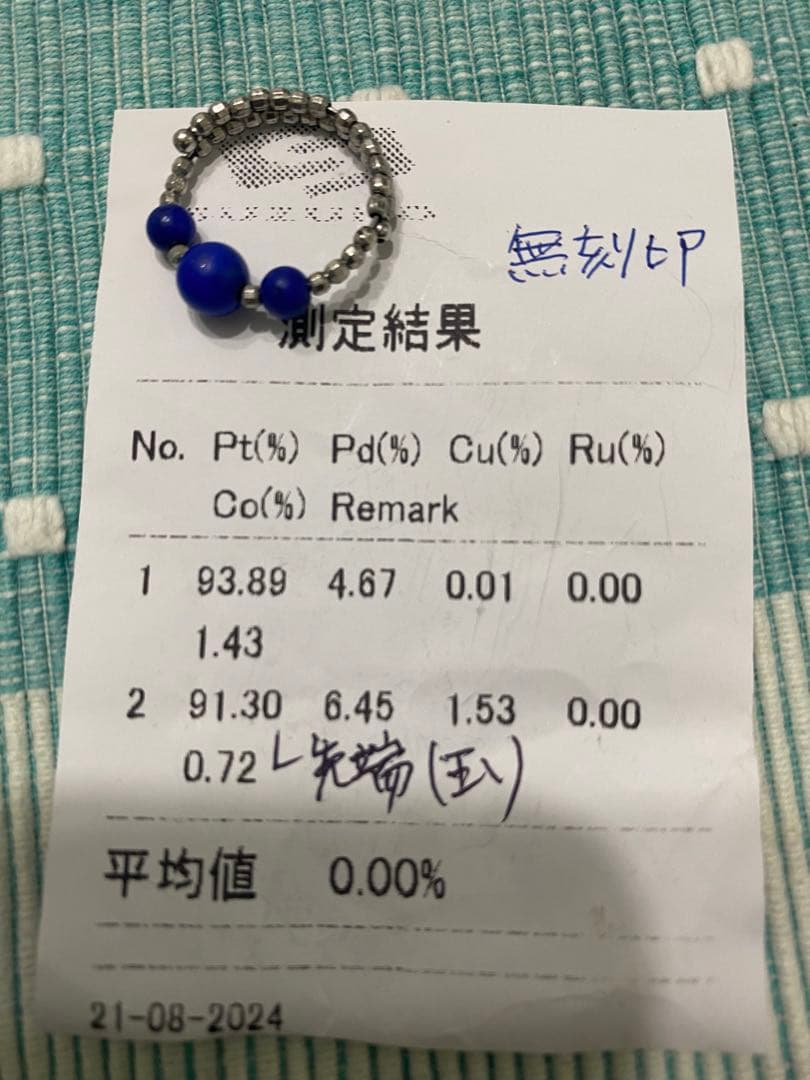 無刻印
測定結果
No. Pt(%) Pd(%) Cu(%) Ru(%)
Co(%) Remark
1 93.89 4.67 0.01 0.00
1.43
2 91.30 6.45 1.53 0.00
0.72 先端(玉)
平均値 0.00%
21-08-2024